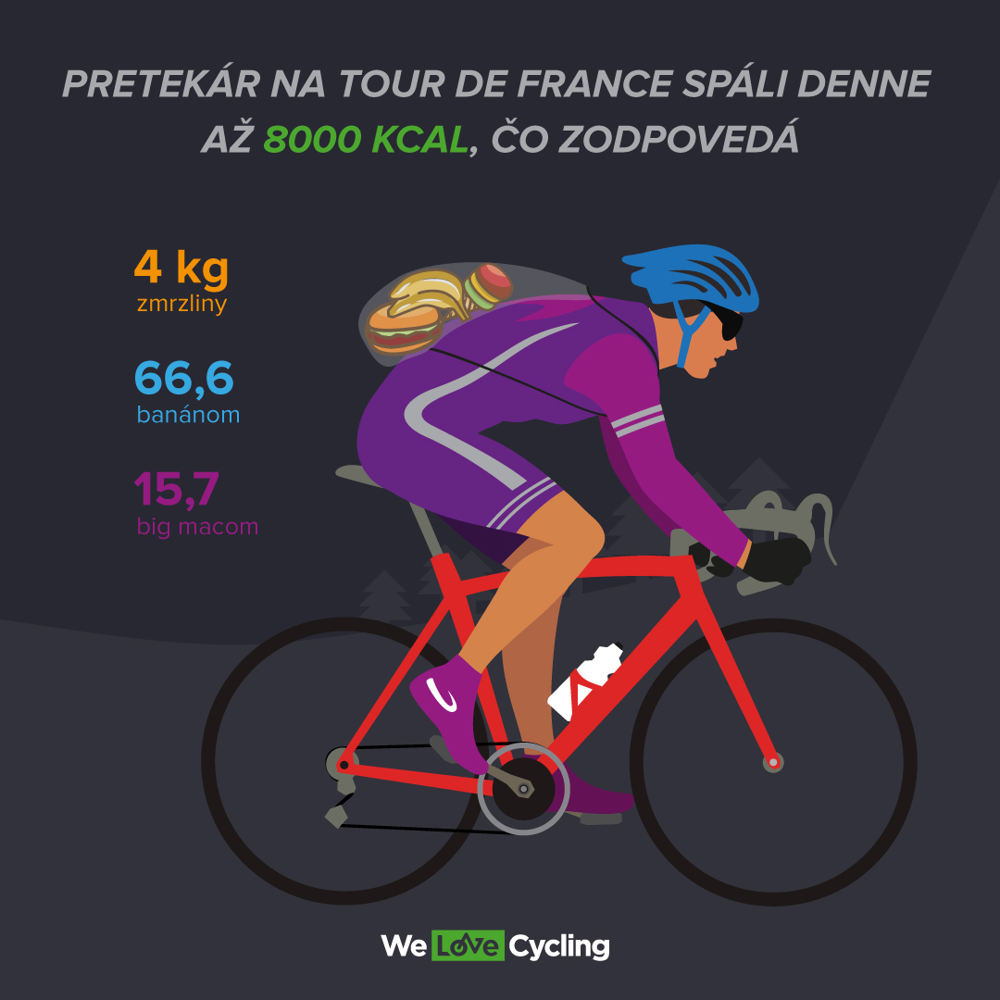 PRETEKÁR NA TOUR DE FRANCE SPÁLI DENNE
AŽ 8000 KCAL, ČO ZODPOVEDÁ
4 kg
zmrzliny
66,6
banánom
15,7
big macom
We Love Cycling